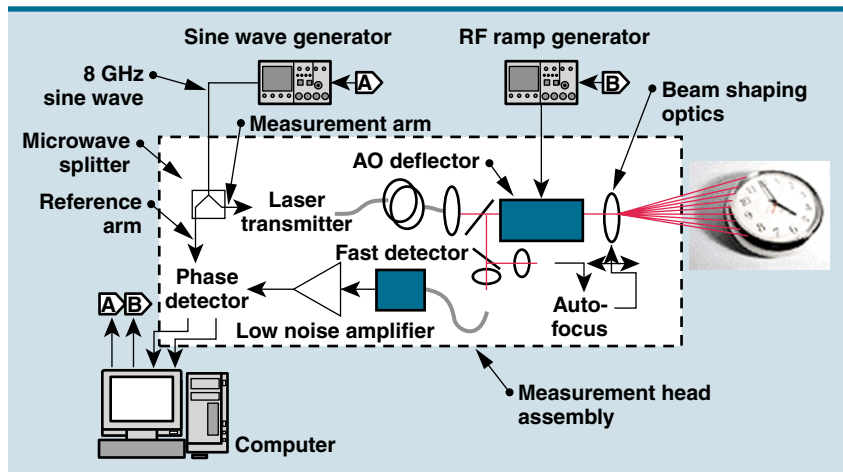 Sine wave generator
RF ramp generator
8 GHz
sine wave
A
B
Beam shaping
optics
Measurement arm
Microwave
splitter
AO deflector
Reference
arm
Laser
transmitter
Fast detector
Phase
detector
A B
Low noise amplifier
Auto-
focus
Measurement head
assembly
Computer